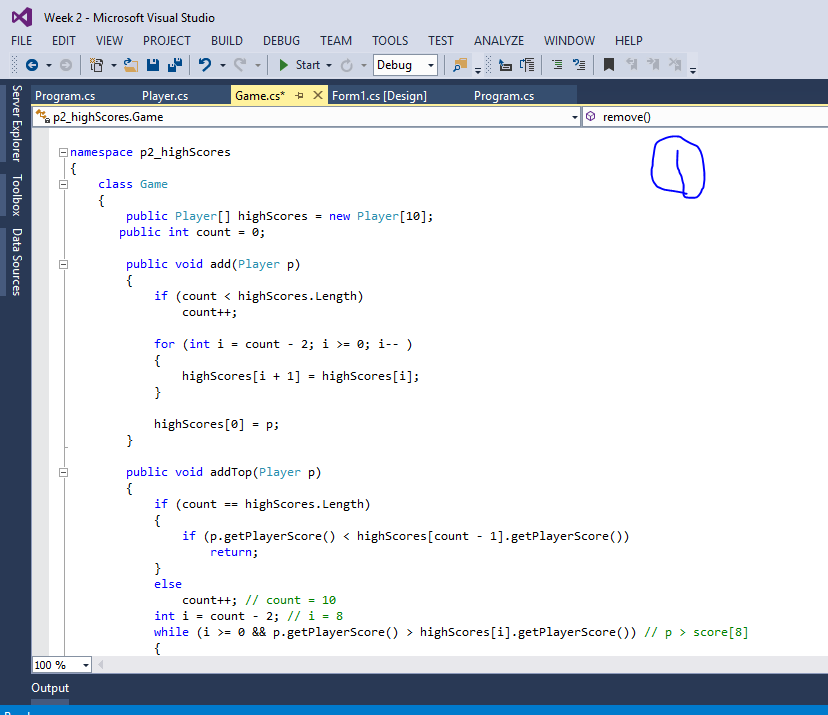 Week 2 - Microsoft Visual Studio
FILE EDIT VIEW PROJECT BUILD DEBUG TEAM TOOLS TEST ANALYZE WINDOW HELP
Start Debug
Program.cs Player.cs Game.cs* Form1.cs [Design] Program.cs
p2_highScores.Game remove()
Server Explorer
Toolbox
Data Sources
1
namespace p2_highScores
{
class Game
{
public Player[] highScores = new Player[10];
public int count = 0;
public void add(Player p)
{
if (count < highScores.Length)
count++;
for (int i = count - 2; i >= 0; i-- )
{
highScores[i + 1] = highScores[i];
}
highScores[0] = p;
}
public void addTop(Player p)
{
if (count == highScores.Length)
{
if (p.getPlayerScore() < highScores[count - 1].getPlayerScore())
return;
}
else
count++; // count = 10
int i = count - 2; // i = 8
while (i >= 0 && p.getPlayerScore() > highScores[i].getPlayerScore()) // p > score[8]
{
100 %
Output